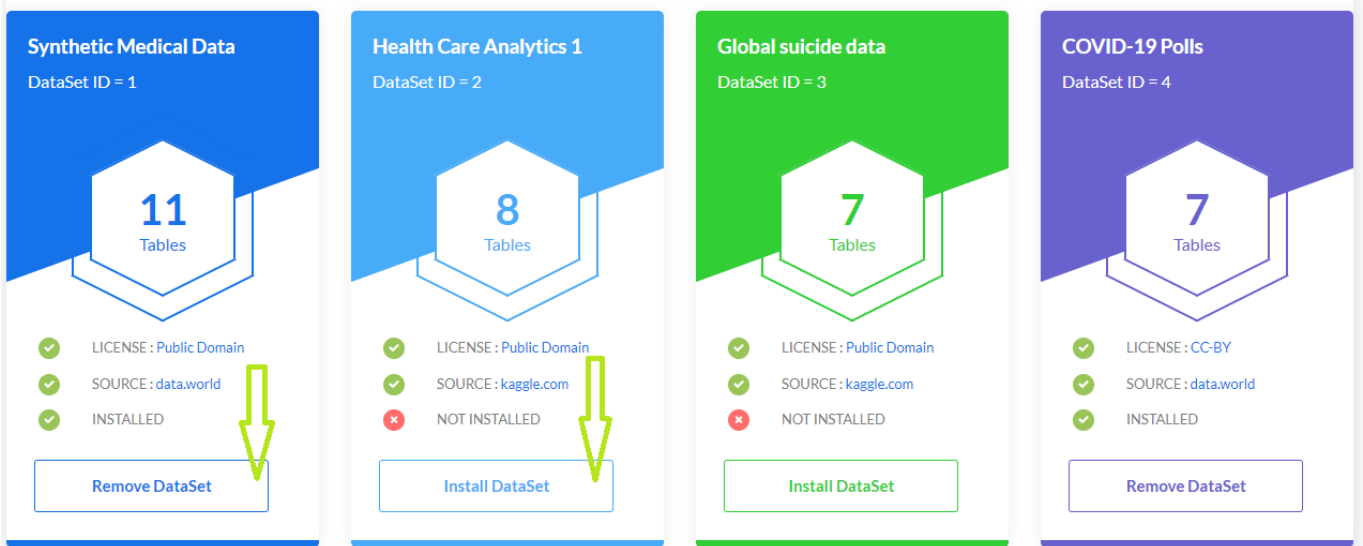 Synthetic Medical Data
DataSet ID = 1
11
Tables
LICENSE : Public Domain
SOURCE : data.world
INSTALLED
Remove DataSet
Health Care Analytics 1
DataSet ID = 2
8
Tables
LICENSE : Public Domain
SOURCE : kaggle.com
NOT INSTALLED
Install DataSet
Global suicide data
DataSet ID = 3
7
Tables
LICENSE : Public Domain
SOURCE : kaggle.com
NOT INSTALLED
Install DataSet
COVID-19 Polls
DataSet ID = 4
7
Tables
LICENSE : CC-BY
SOURCE : data.world
INSTALLED
Remove DataSet